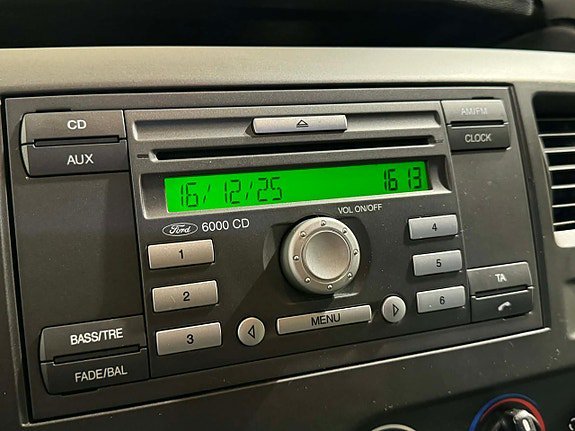 CD
AM/FM
AUX
CLOCK
16/12/25 16 13
VOL ON/OFF
Ford 6000 CD
1
4
2
5
3
6
MENU
TA
BASS/TRE
FADE/BAL